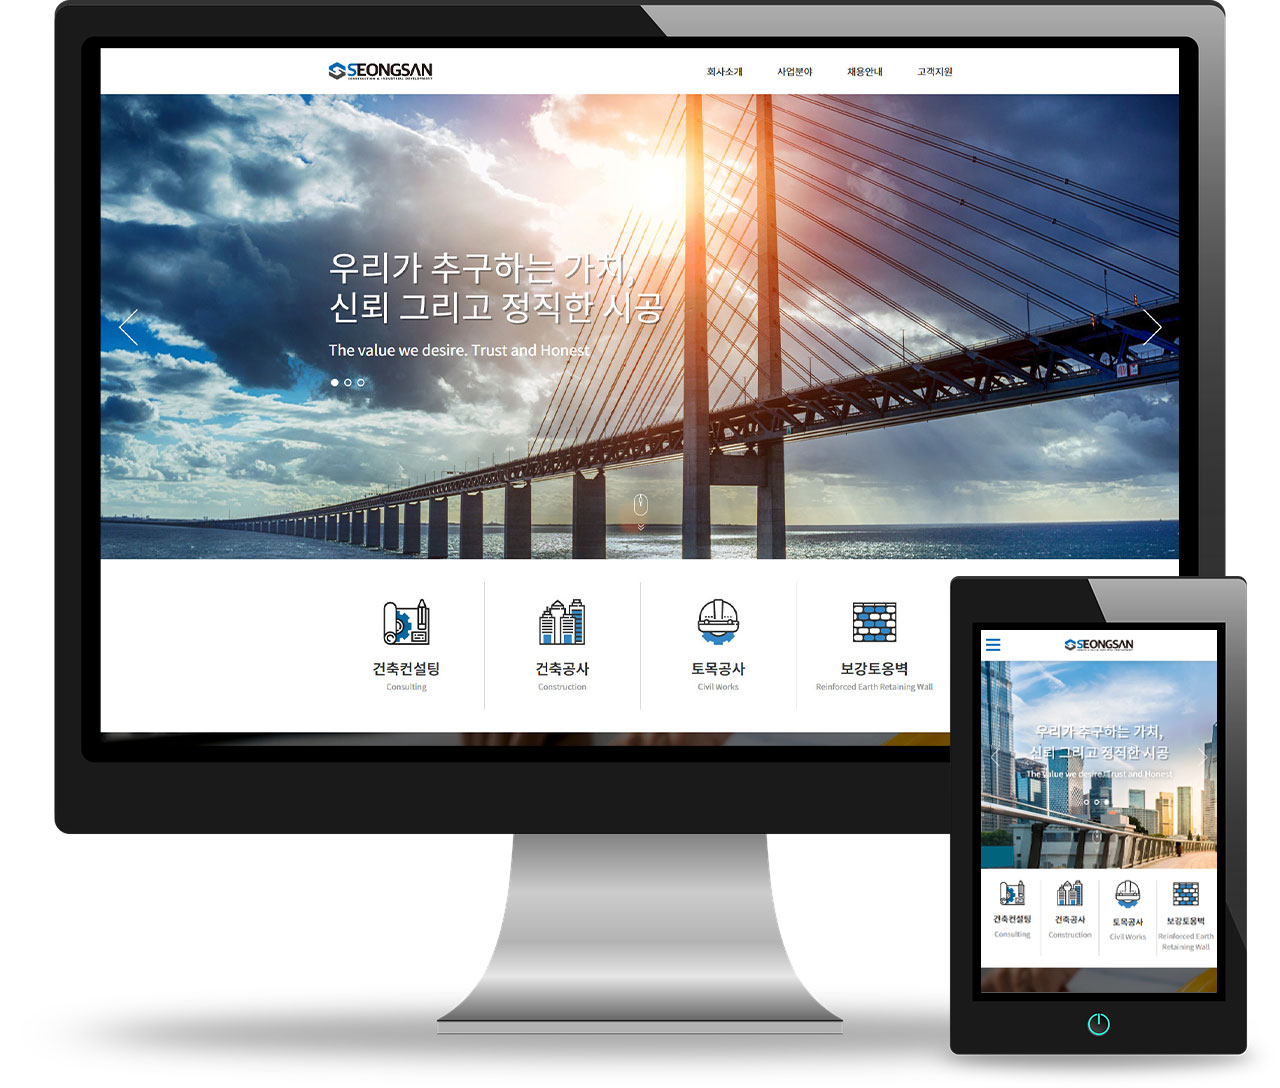 SEONGSAN
CONSTRUCTION & INDUSTRIAL DEVELOPMENT
회사소개 사업분야 채용안내 고객지원
우리가 추구하는 가치,
신뢰 그리고 정직한 시공
The value we desire. Trust and Honest
건축컨설팅
Consulting
건축공사
Construction
토목공사
Civil Works
보강토옹벽
Reinforced Earth Retaining Wall
SEONGSAN
우리가 추구하는 가치,
신뢰 그리고 정직한 시공
The value we desire. Trust and Honest
건축컨설팅
Consulting
건축공사
Construction
토목공사
Civil Works
보강토옹벽
Reinforced Earth
Retaining Wall